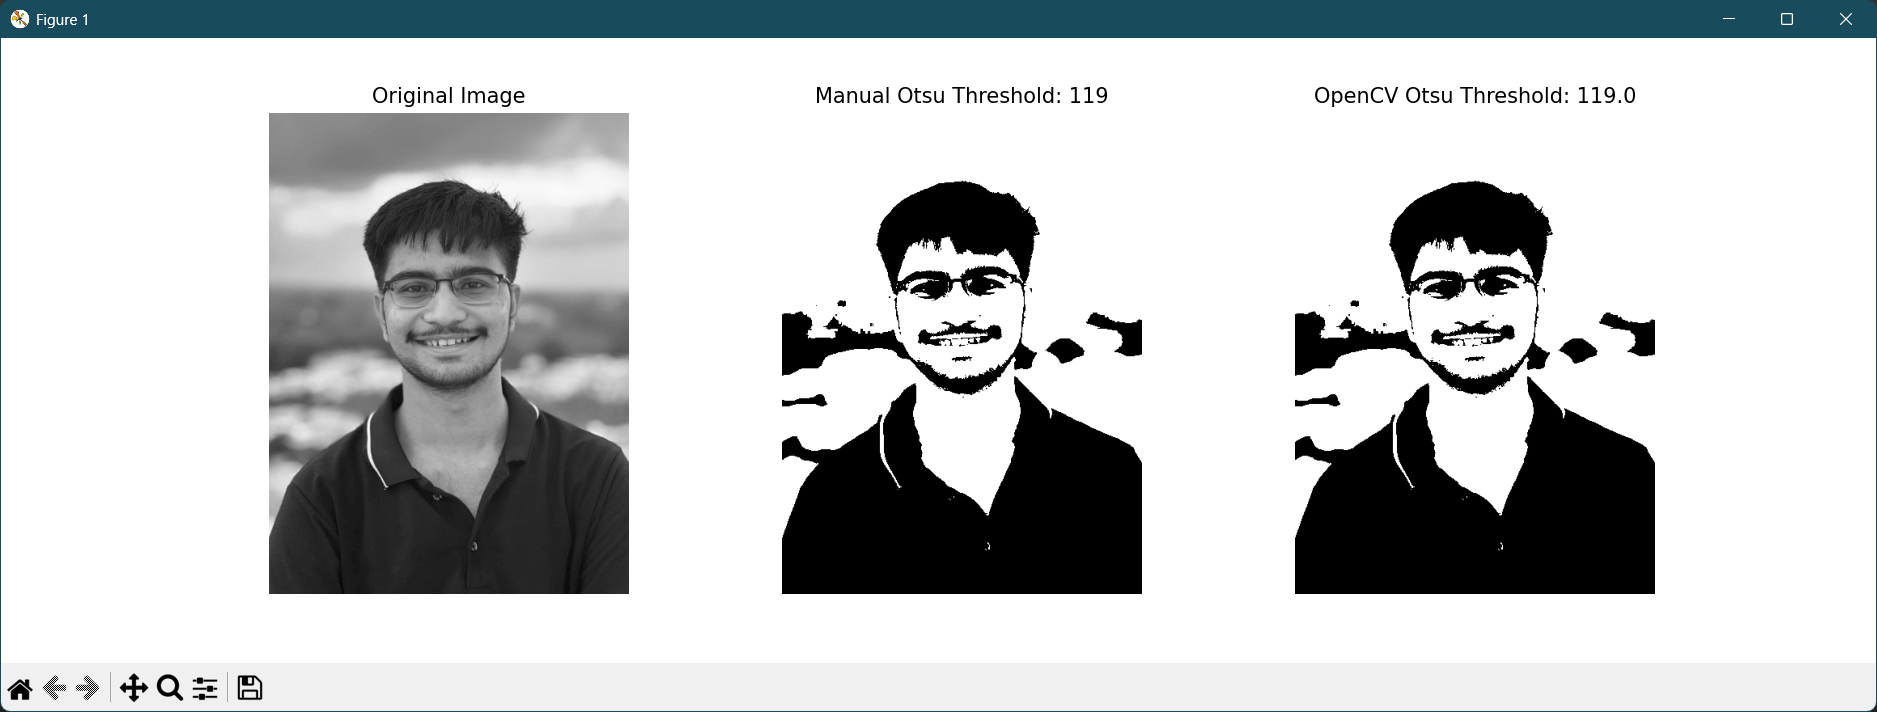 Figure 1
Original Image
Manual Otsu Threshold: 119
OpenCV Otsu Threshold: 119.0